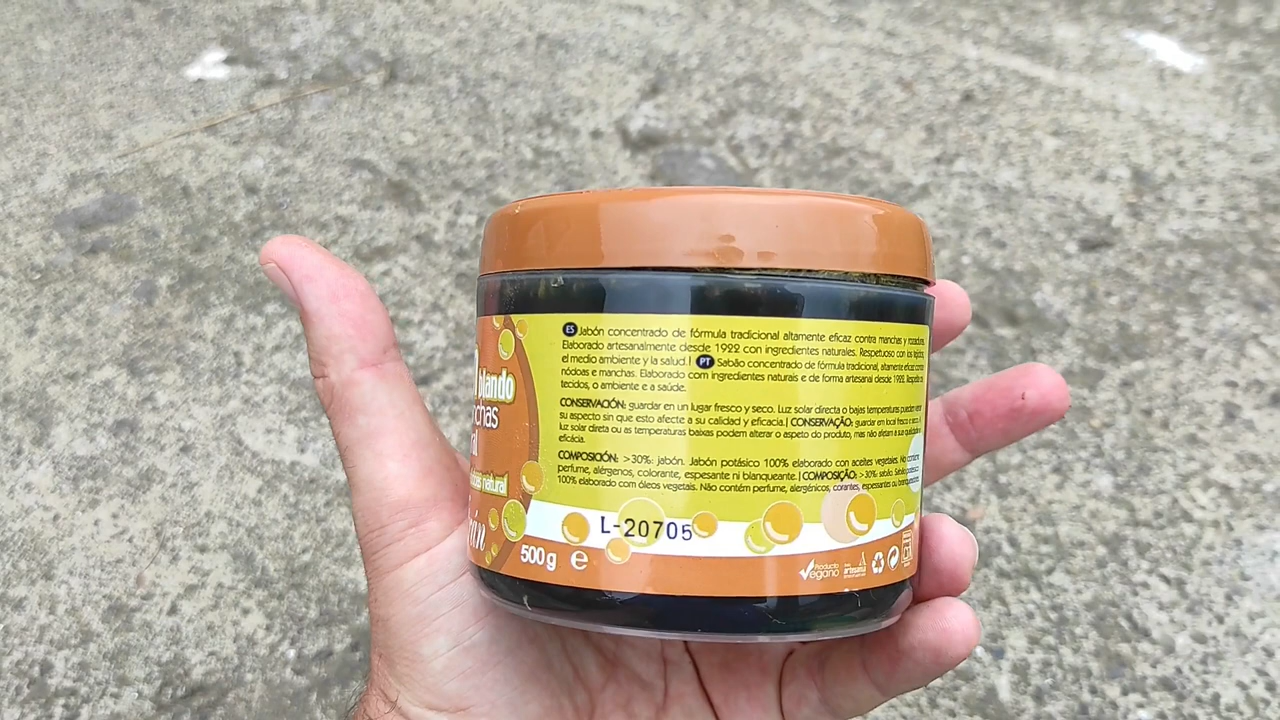 blando
ES Jabón concentrado de fórmula tradicional altamente eficaz contra manchas y rozaduras.
Elaborado artesanalmente desde 1922 con ingredientes naturales. Respetuoso con los tejidos,
el medio ambiente y la salud.| PT Sabão concentrado de fórmula tradicional, altamente eficaz contra
nódoas e manchas. Elaborado com ingredientes naturais e de forma artesanal desde 1922. Respeita os
tecidos, o ambiente e a saúde.
CONSERVACIÓN: guardar en un lugar fresco y seco. Luz solar directa o bajas temperaturas pueden variar
su aspecto sin que esto afecte a su calidad y eficacia.| CONSERVAÇÃO: guardar em local fresco e seco. A
luz solar direta ou as temperaturas baixas podem alterar o aspeto do produto, mas não afetam a sua qualidade e
eficácia.
COMPOSICIÓN: >30%: jabón. Jabón potásico 100% elaborado con aceites vegetales. No contiene
perfume, alérgenos, colorante, espesante ni blanqueante.| COMPOSIÇÃO: >30% sabão. Sabão potássico
100% elaborado com óleos vegetais. Não contém perfume, alergénicos, corantes, espessantes ou branqueadores.
natural
L-20705
500g e
Producto
vegano
artesanía